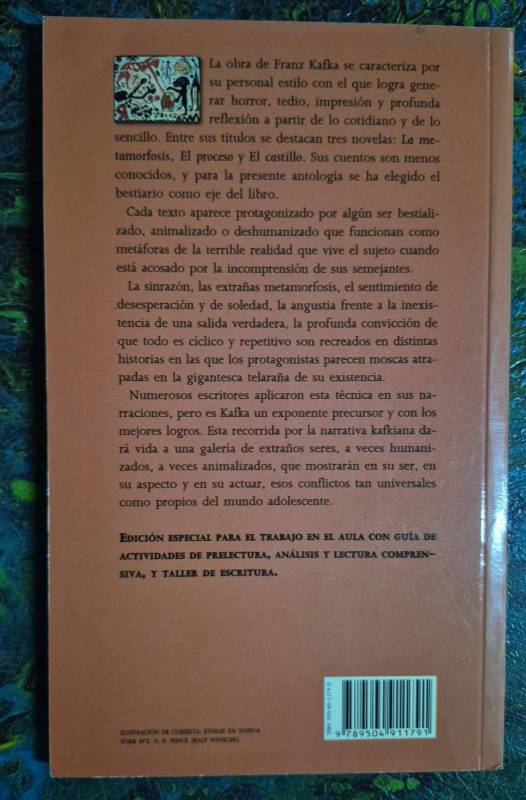 La obra de Franz Kafka se caracteriza por
su personal estilo con el que logra gene-
rar horror, tedio, impresión y profunda
reflexión a partir de lo cotidiano y de lo
sencillo. Entre sus títulos se destacan tres novelas: La me-
tamorfosis, El proceso y El castillo. Sus cuentos son menos
conocidos, y para la presente antología se ha elegido el
bestiario como eje del libro.
Cada texto aparece protagonizado por algún ser bestiali-
zado, animalizado o deshumanizado que funcionan como
metáforas de la terrible realidad que vive el sujeto cuando
está acosado por la incomprensión de sus semejantes.
La sinrazón, las extrañas metamorfosis, el sentimiento de
desesperación y de soledad, la angustia frente a la inexis-
tencia de una salida verdadera, la profunda convicción de
que todo es cíclico y repetitivo son recreados en distintas
historias en las que los protagonistas parecen moscas atra-
padas en la gigantesca telaraña de su existencia.
Numerosos escritores aplicaron esta técnica en sus na-
rraciones, pero es Kafka un exponente precursor y con los
mejores logros. Esta recorrida por la narrativa kafkiana da-
rá vida a una galería de extraños seres, a veces humani-
zados, a veces animalizados, que mostrarán en su ser, en
su aspecto y en su actuar, esos conflictos tan universales
como propios del mundo adolescente.
EDICIÓN ESPECIAL PARA EL TRABAJO EN EL AULA CON GUÍA DE
ACTIVIDADES DE PRELECTURA, ANÁLISIS Y LECTURA COMPREN-
SIVA, Y TALLER DE ESCRITURA.
ILUSTRACIÓN DE CUBIERTA:
YORK Nº3. A. R. PENCK (RALF WINKLER).
9 789504 911791